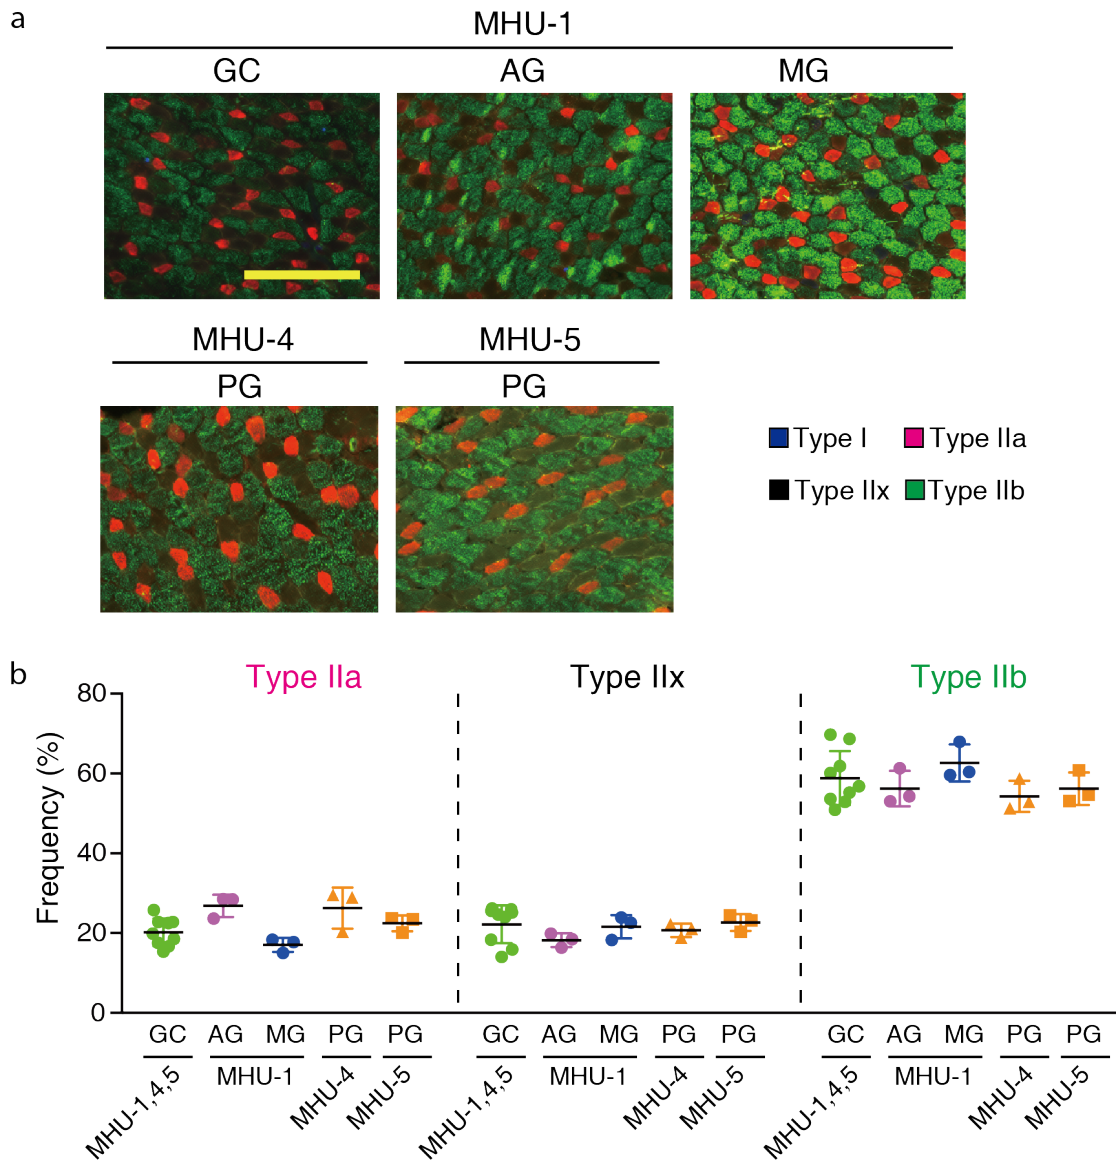 a
MHU-1
GC AG MG
MHU-4 MHU-5
PG PG
Type I Type IIa
Type IIx Type IIb
b
Type IIa Type IIx Type IIb
Frequency (%)
80
60
40
20
0
GC AG MG PG PG GC AG MG PG PG GC AG MG PG PG
MHU-1,4,5 MHU-1 MHU-4 MHU-5 MHU-1,4,5 MHU-1 MHU-4 MHU-5 MHU-1,4,5 MHU-1 MHU-4 MHU-5